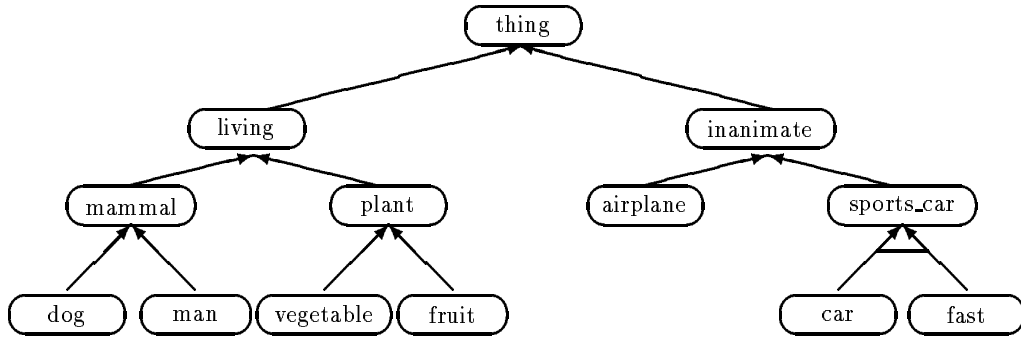 thing
living
inanimate
mammal
plant
airplane
sports_car
dog
man
vegetable
fruit
car
fast